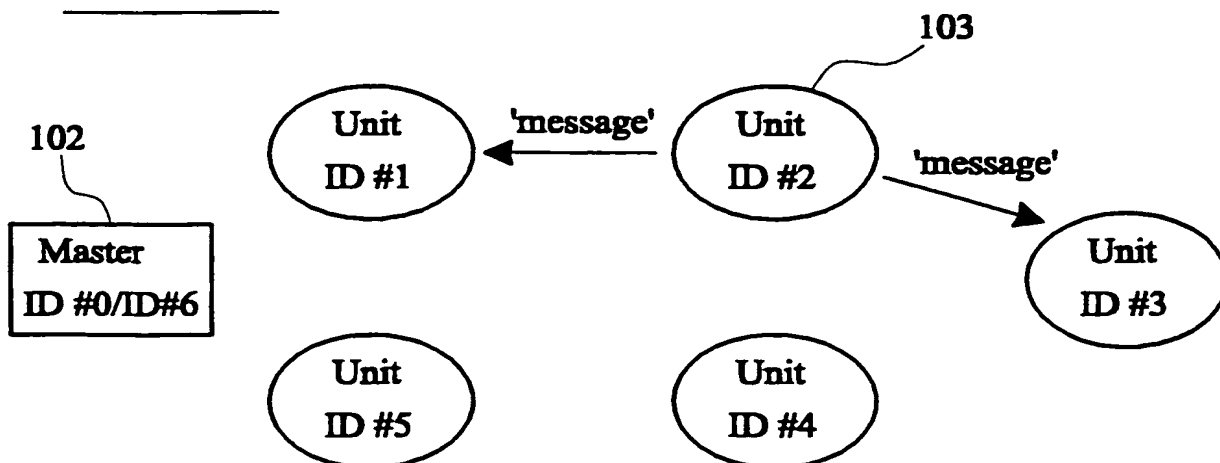 103
Unit
ID #1
'message'
Unit
ID #2
102
'message'
Master
ID #0/ID#6
Unit
ID #3
Unit
ID #5
Unit
ID #4